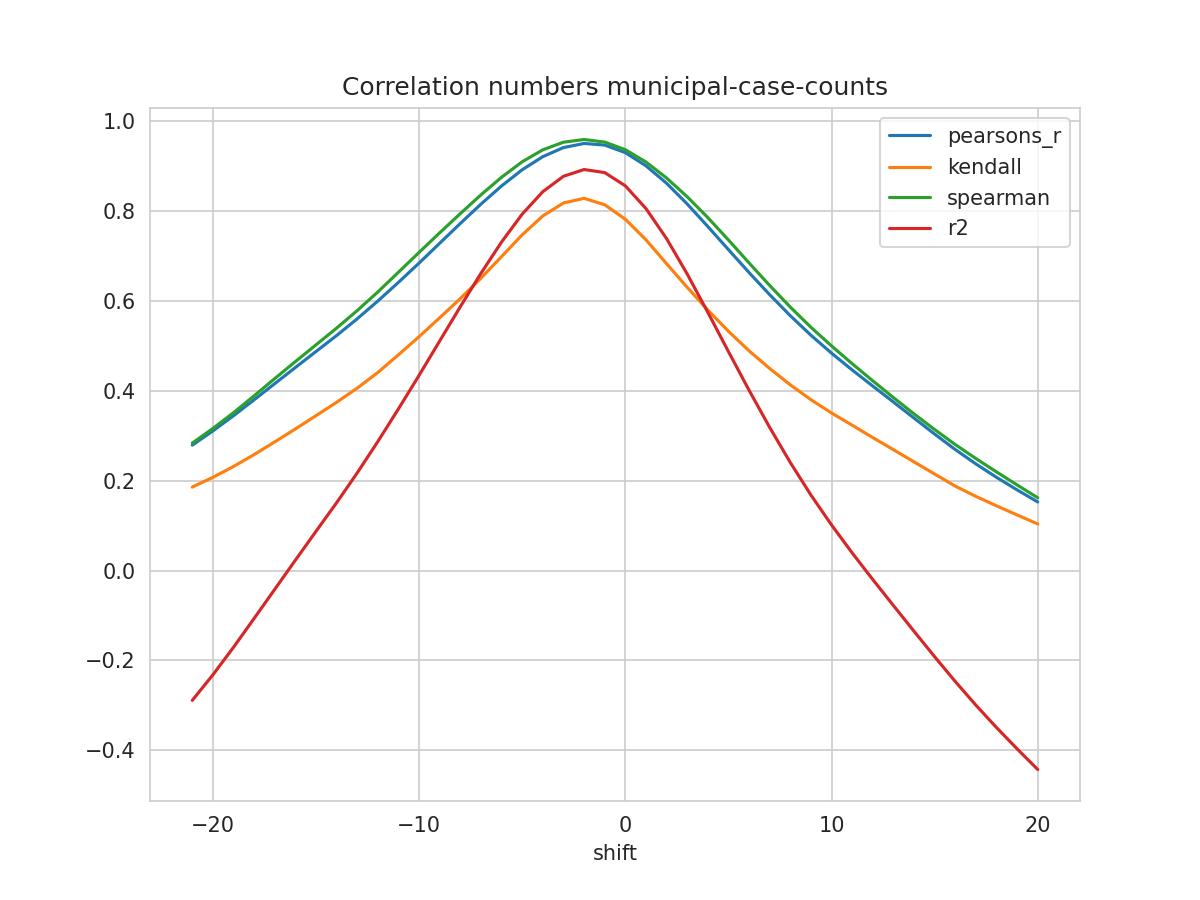 Correlation numbers municipal-case-counts
pearsons_r
kendall
spearman
r2
1.0
0.8
0.6
0.4
0.2
0.0
−0.2
−0.4
−20
−10
0
10
20
shift